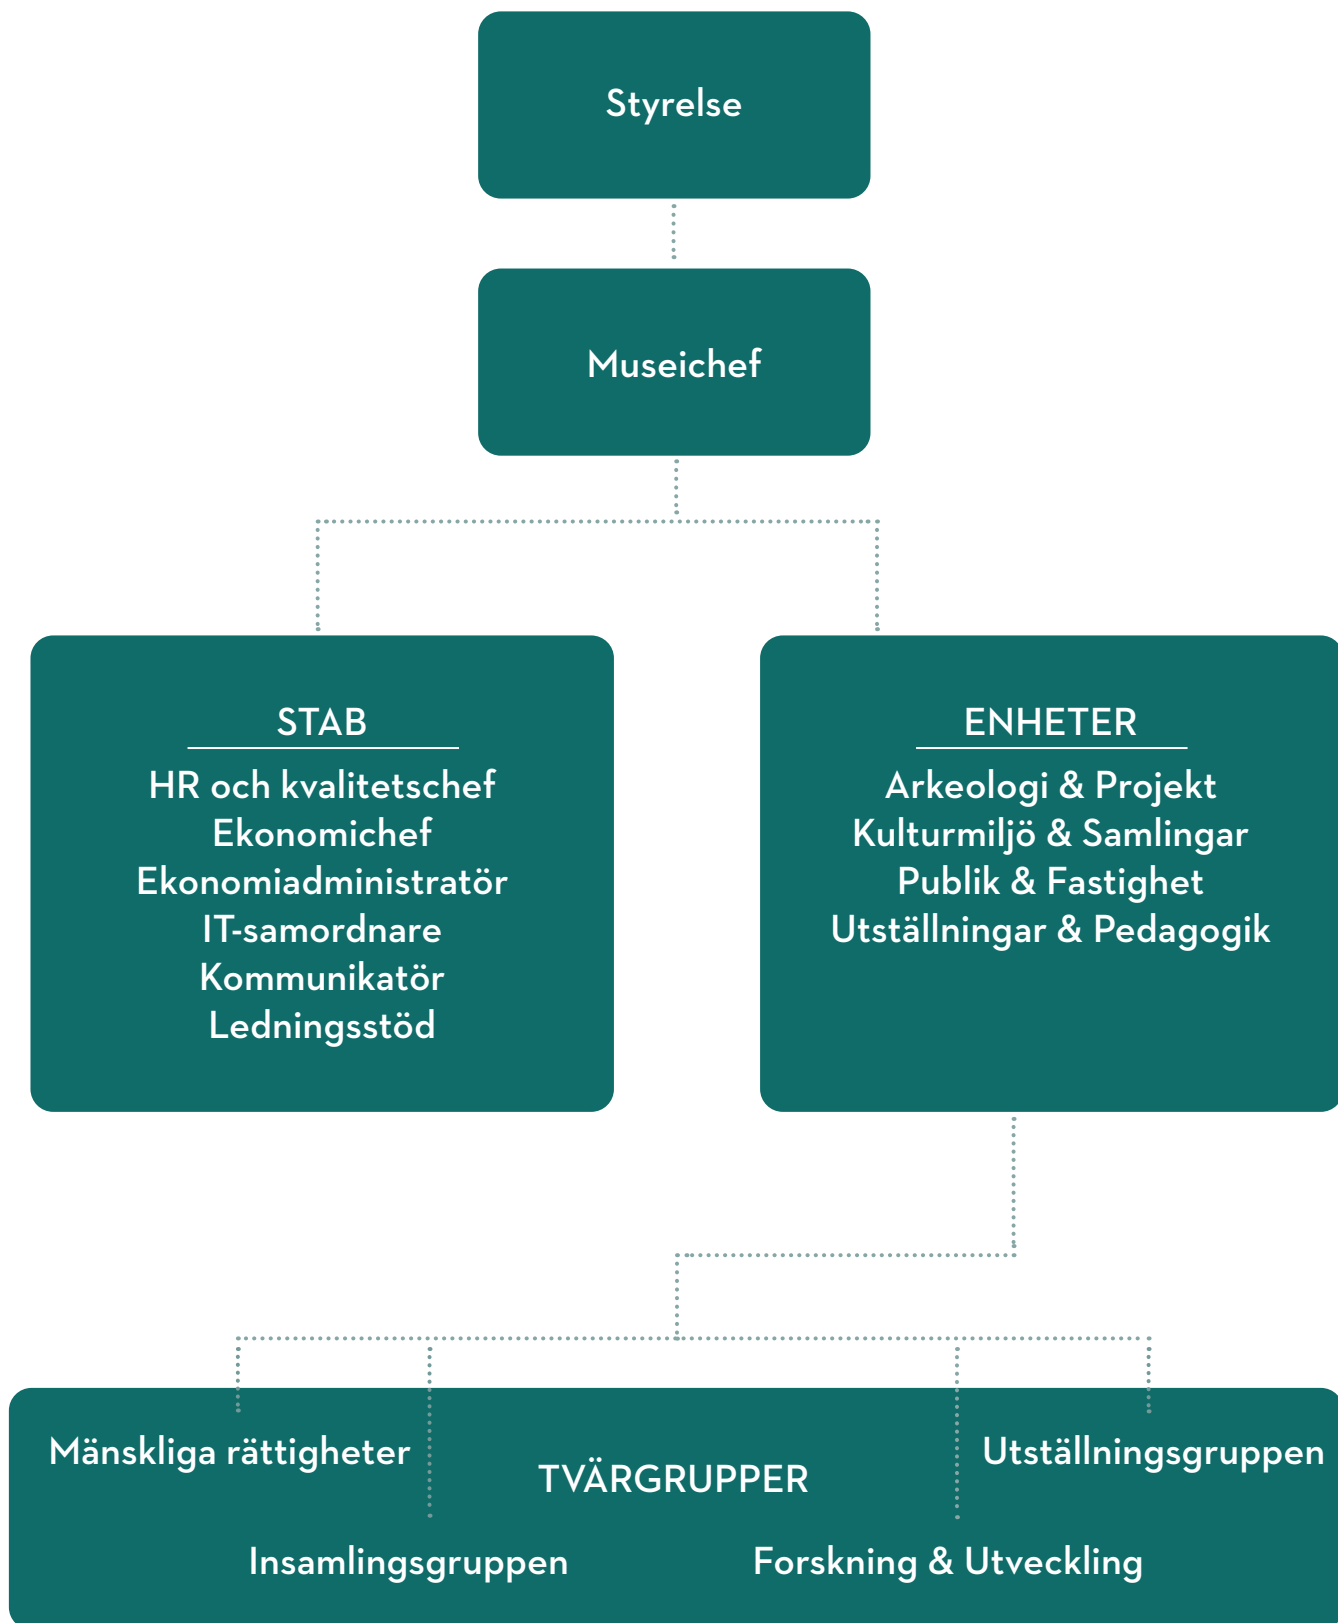 Styrelse
Museichef
STAB
HR och kvalitetschef
Ekonomichef
Ekonomiadministratör
IT-samordnare
Kommunikatör
Ledningsstöd
ENHETER
Arkeologi & Projekt
Kulturmiljö & Samlingar
Publik & Fastighet
Utställningar & Pedagogik
Mänskliga rättigheter
TVÄRGRUPPER
Utställningsgruppen
Insamlingsgruppen
Forskning & Utveckling